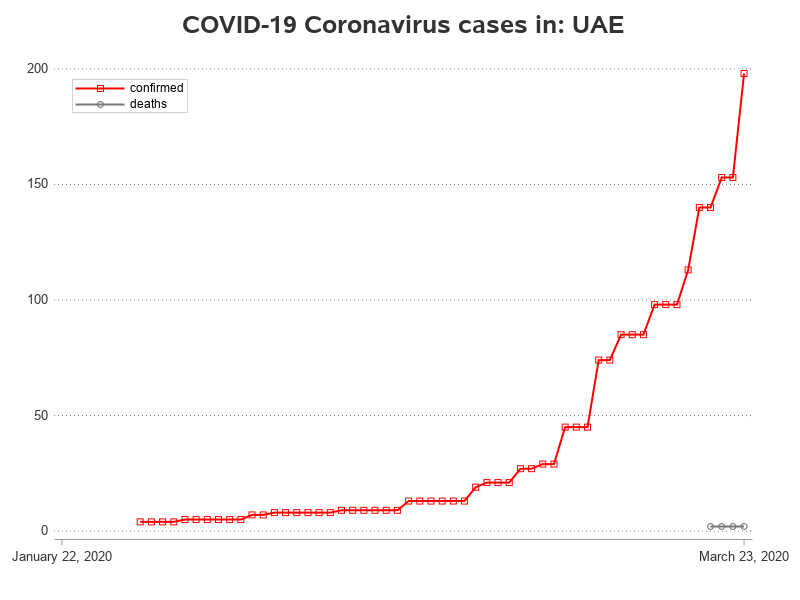 COVID-19 Coronavirus cases in: UAE
200
confirmed
deaths
150
100
50
0
January 22, 2020
March 23, 2020